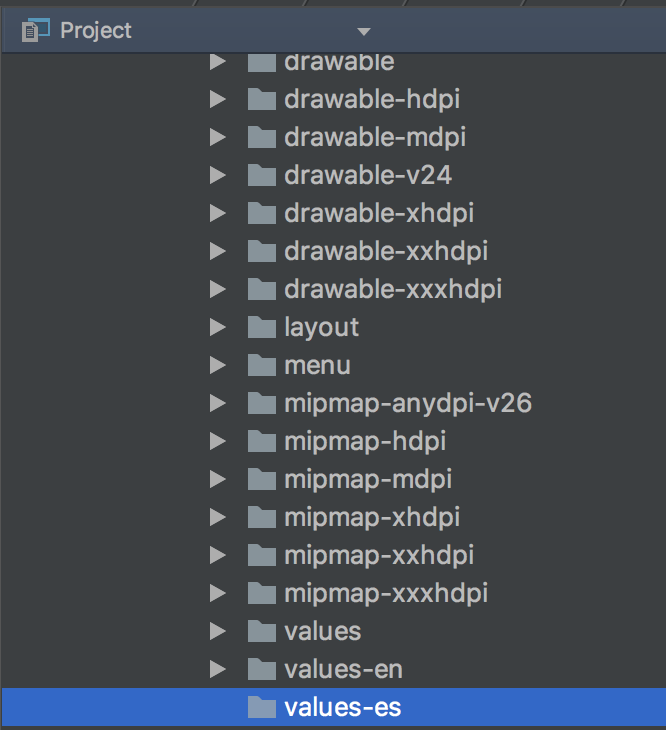 Project
drawable
drawable-hdpi
drawable-mdpi
drawable-v24
drawable-xhdpi
drawable-xxhdpi
drawable-xxxhdpi
layout
menu
mipmap-anydpi-v26
mipmap-hdpi
mipmap-mdpi
mipmap-xhdpi
mipmap-xxhdpi
mipmap-xxxhdpi
values
values-en
values-es